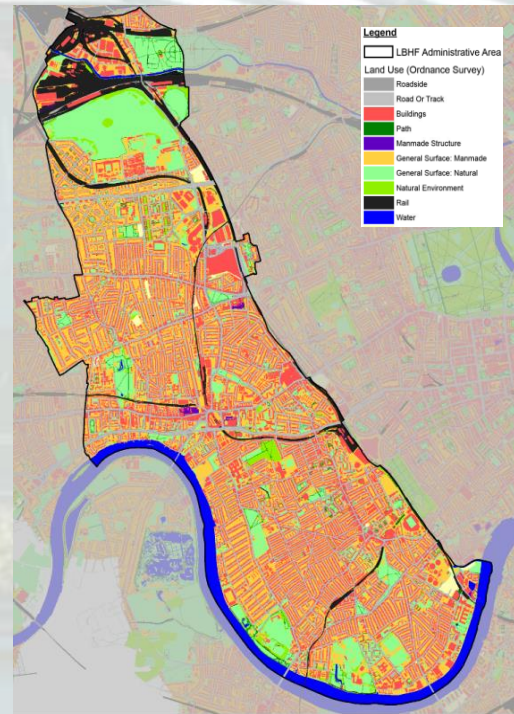 Legend
LBHF Administrative Area
Land Use (Ordnance Survey)
Roadside
Road Or Track
Buildings
Path
Manmade Structure
General Surface: Manmade
General Surface: Natural
Natural Environment
Rail
Water